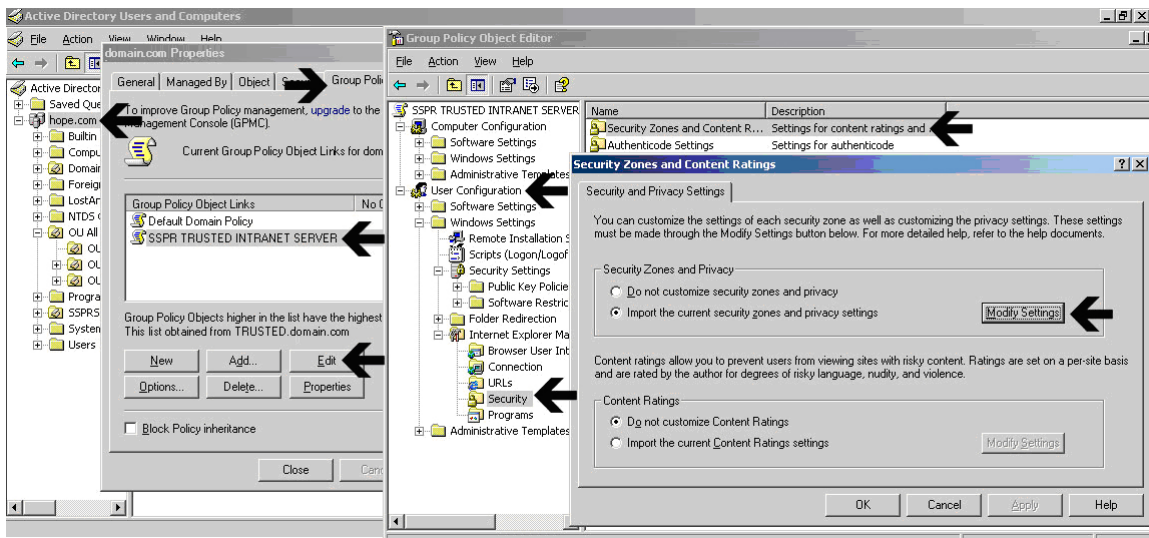 Active Directory Users and Computers
File Action View Window Help
Active Director
Saved Que
hope.com
Builtin
Compu
Domain
Foreig
LostAr
NTDS
OU All
OU
OU
OU
Progra
SSPRS
System
Users
domain.com Properties
General Managed By Object Group Poli
To improve Group Policy management, upgrade to the
Management Console (GPMC).
Current Group Policy Object Links for dom
Group Policy Object Links No
Default Domain Policy
SSPR TRUSTED INTRANET SERVER
Group Policy Objects higher in the list have the highest
This list obtained from TRUSTED.domain.com
New Add... Edit
Options... Delete... Properties
Block Policy inheritance
Close Canc
Group Policy Object Editor
File Action View Help
SSPR TRUSTED INTRANET SERVER
Computer Configuration
Software Settings
Windows Settings
Administrative Templates
User Configuration
Software Settings
Windows Settings
Remote Installation S
Scripts (Logon/Logof
Security Settings
Public Key Policie
Software Restric
Folder Redirection
Internet Explorer Ma
Browser User Int
Connection
URLs
Security
Programs
Administrative Templates
Name Description
Security Zones and Content R... Settings for content ratings and
Authenticode Settings Settings for authenticode
Security Zones and Content Ratings
Security and Privacy Settings
You can customize the settings of each security zone as well as customizing the privacy settings. These settings
must be made through the Modify Settings button below. For more detailed help, refer to the help documents.
Security Zones and Privacy
Do not customize security zones and privacy
Import the current security zones and privacy settings Modify Settings
Content ratings allow you to prevent users from viewing sites with risky content. Ratings are set on a per-site basis
and are rated by the author for degrees of risky language, nudity, and violence.
Content Ratings
Do not customize Content Ratings
Import the current Content Ratings settings Modify Settings
OK Cancel Apply Help